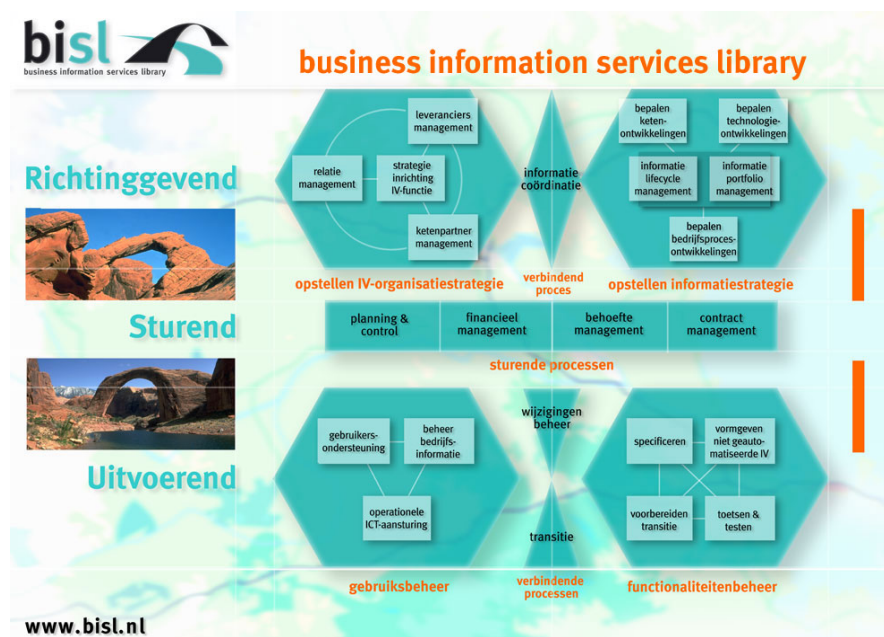 bisl
business information services library
business information services library
Richtinggevend
leveranciers
management
relatie
management
strategie
inrichting
IV-functie
ketenpartner
management
opstellen IV-organisatiestrategie
informatie
coördinatie
verbindend
proces
bepalen
keten-
ontwikkelingen
bepalen
technologie-
ontwikkelingen
informatie
lifecycle
management
informatie
portfolio
management
bepalen
bedrijfsproces-
ontwikkelingen
opstellen informatiestrategie
Sturend
planning &
control
financieel
management
behoefte
management
contract
management
sturende processen
Uitvoerend
gebruikers-
ondersteuning
beheer
bedrijfs-
informatie
operationele
ICT-aansturing
gebruiksbeheer
wijzigingen
beheer
transitie
verbindende
processen
specificeren
vormgeven
niet geauto-
matiseerde IV
voorbereiden
transitie
toetsen &
testen
functionaliteitenbeheer
www.bisl.nl